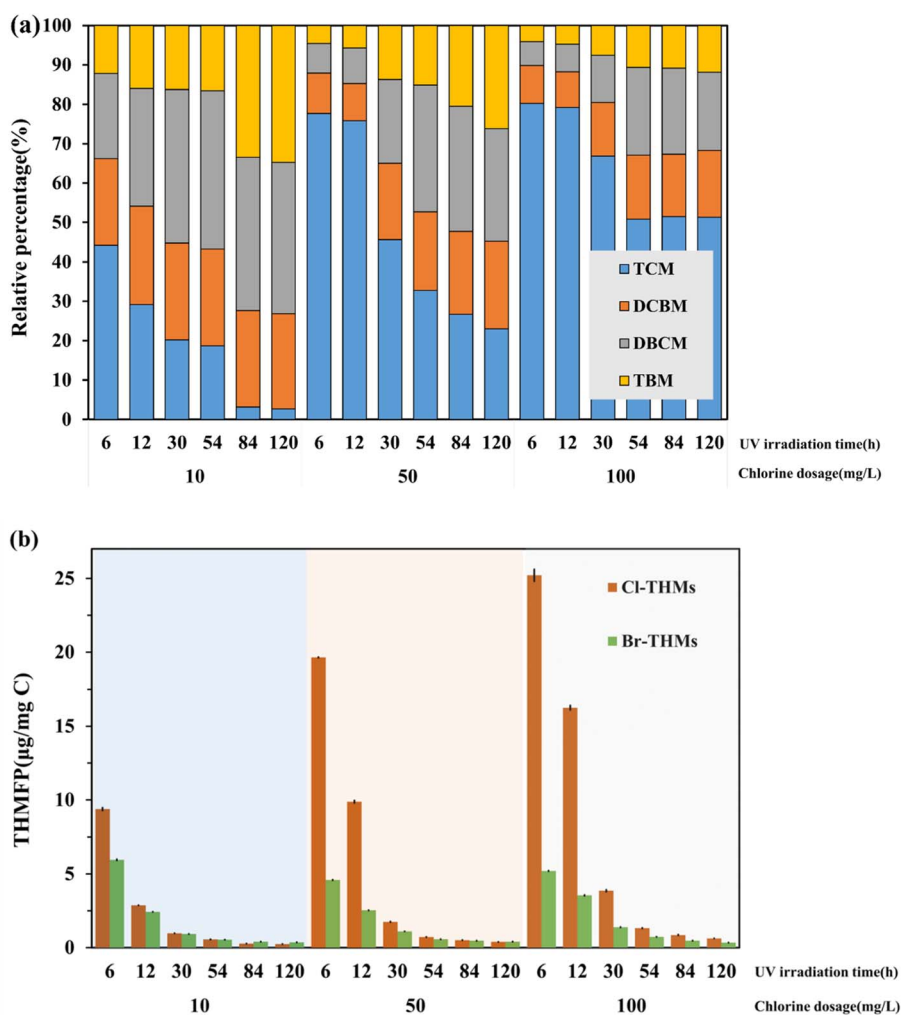 (a)
100
90
80
70
60
50
40
30
20
10
0
Relative percentage(%)
TCM
DCBM
DBCM
TBM
6 12 30 54 84 120 6 12 30 54 84 120 6 12 30 54 84 120 UV irradiation time(h)
10 50 100 Chlorine dosage(mg/L)
(b)
25
20
15
10
5
0
THMFP(µg/mg C)
Cl-THMs
Br-THMs
6 12 30 54 84 120 6 12 30 54 84 120 6 12 30 54 84 120 UV irradiation time(h)
10 50 100 Chlorine dosage(mg/L)